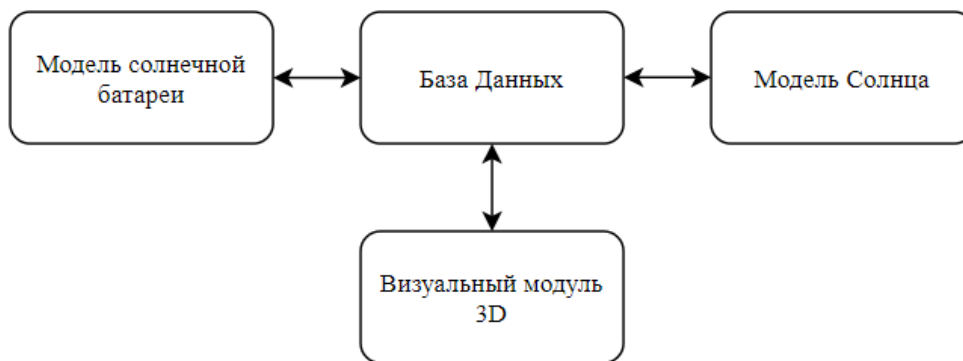 Модель солнечной
батареи
База Данных
Модель Солнца
Визуальный модуль
3D